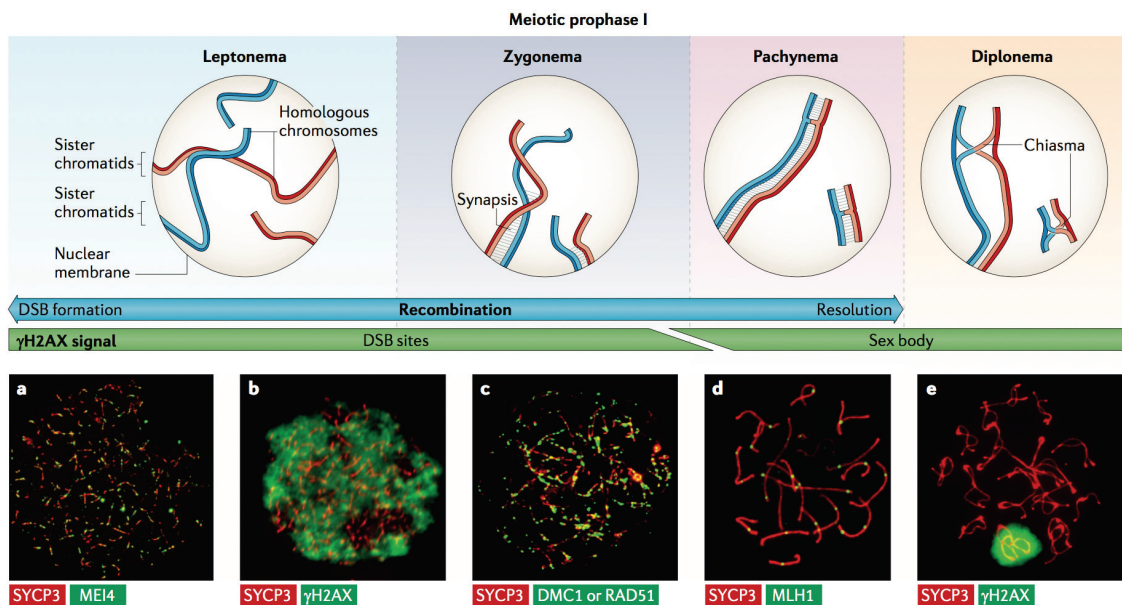 Meiotic prophase I
Leptonema
Zygonema
Pachynema
Diplonema
Homologous
chromosomes
Sister
chromatids
Sister
chromatids
Nuclear
membrane
Synapsis
Chiasma
DSB formation
Recombination
Resolution
γH2AX signal
DSB sites
Sex body
a
b
c
d
e
SYCP3 MEI4
SYCP3 γH2AX
SYCP3 DMC1 or RAD51
SYCP3 MLH1
SYCP3 γH2AX